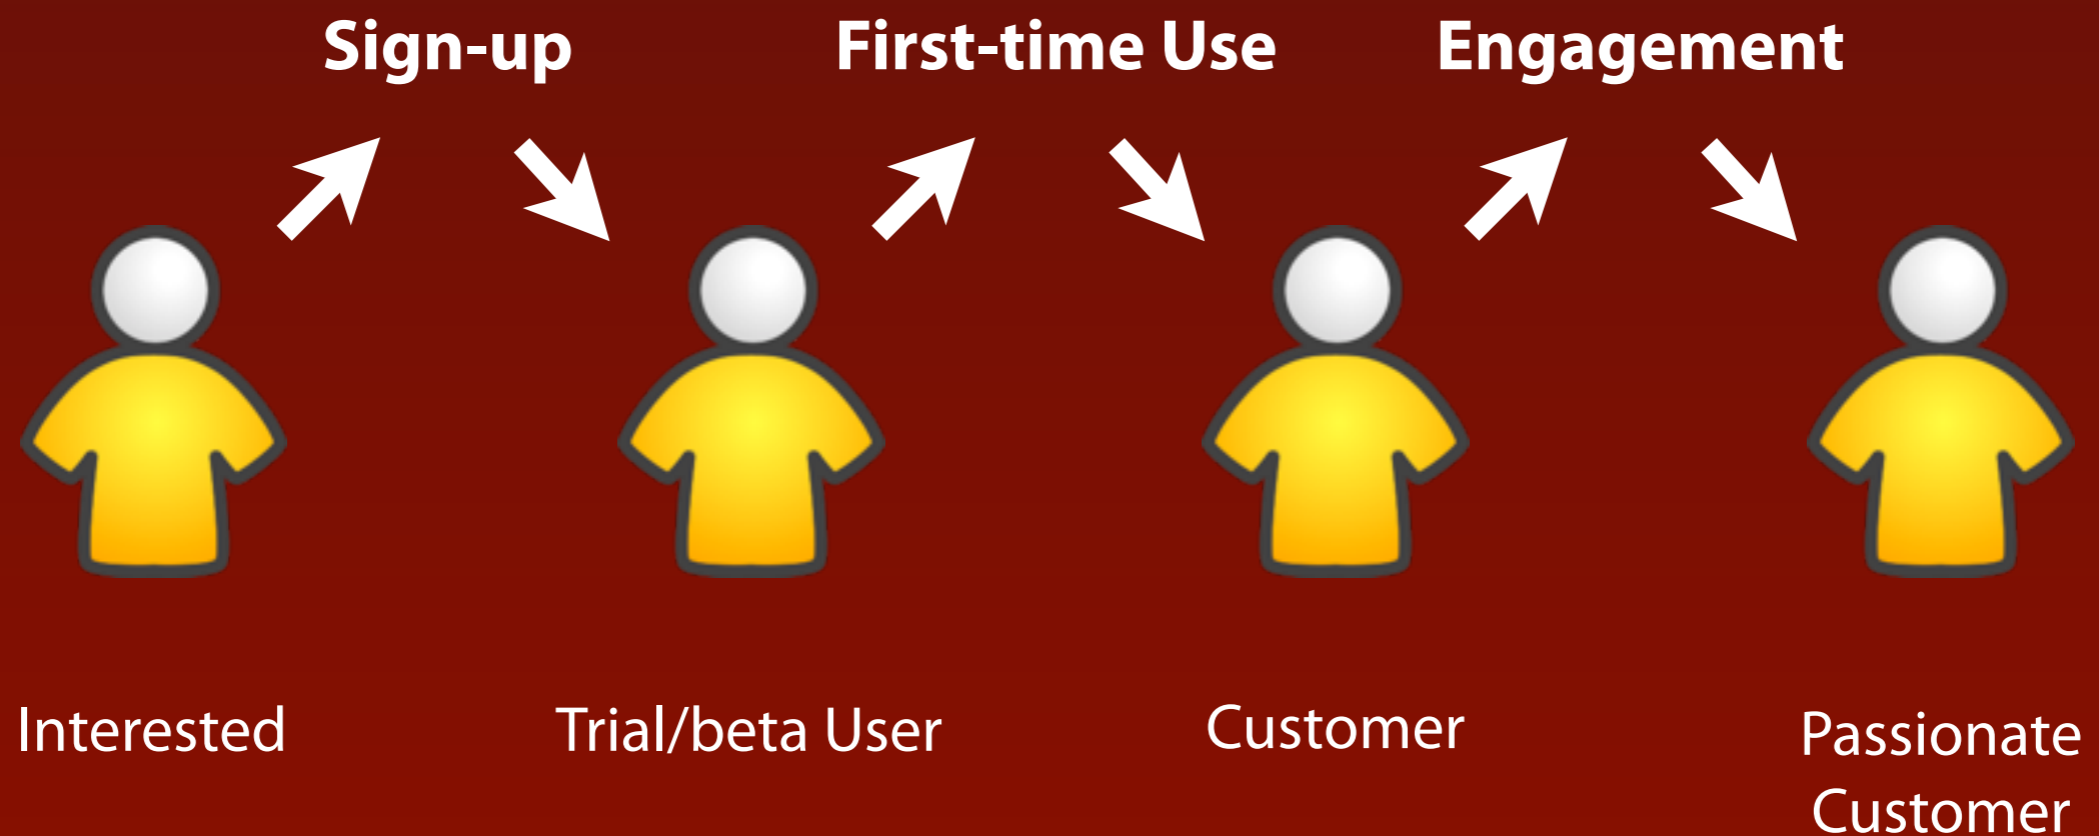 Sign-up
First-time Use
Engagement
Interested
Trial/beta User
Customer
Passionate
Customer